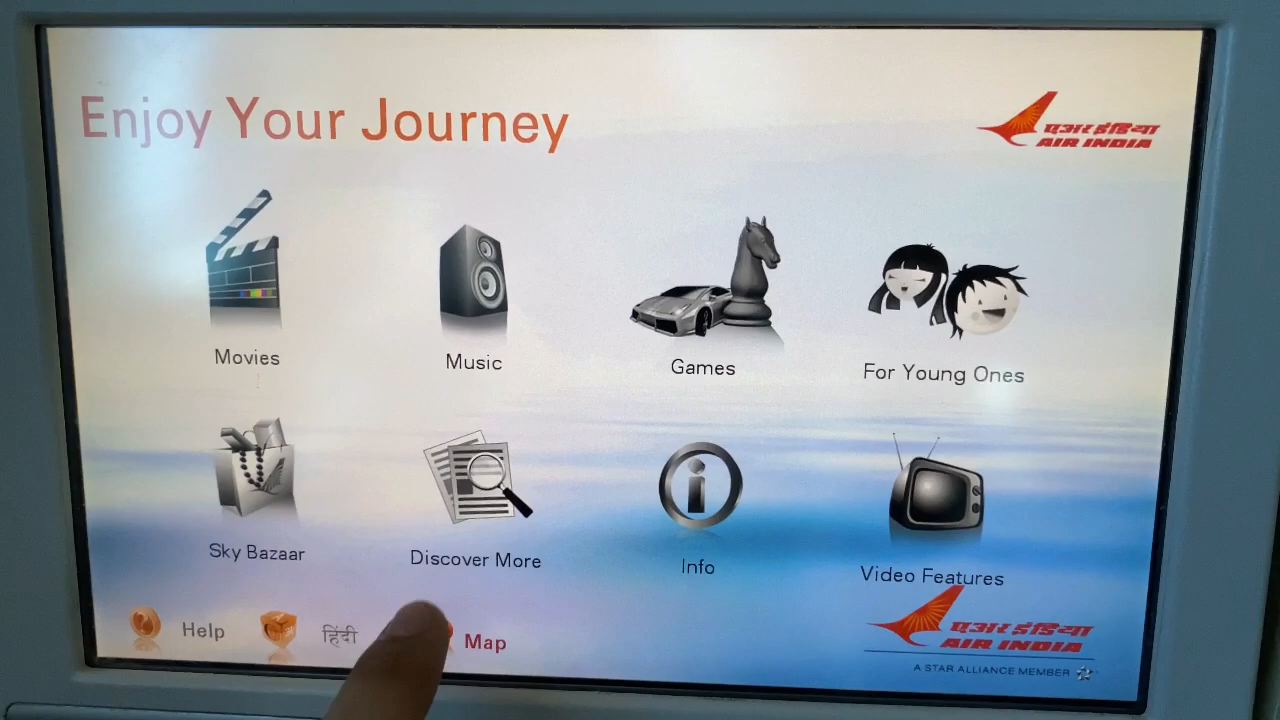 Enjoy Your Journey
एअर इंडिया
AIR INDIA
Movies
Music
Games
For Young Ones
Sky Bazaar
Discover More
Info
Video Features
Help
हिंदी
Map
एअर इंडिया
AIR INDIA
A STAR ALLIANCE MEMBER